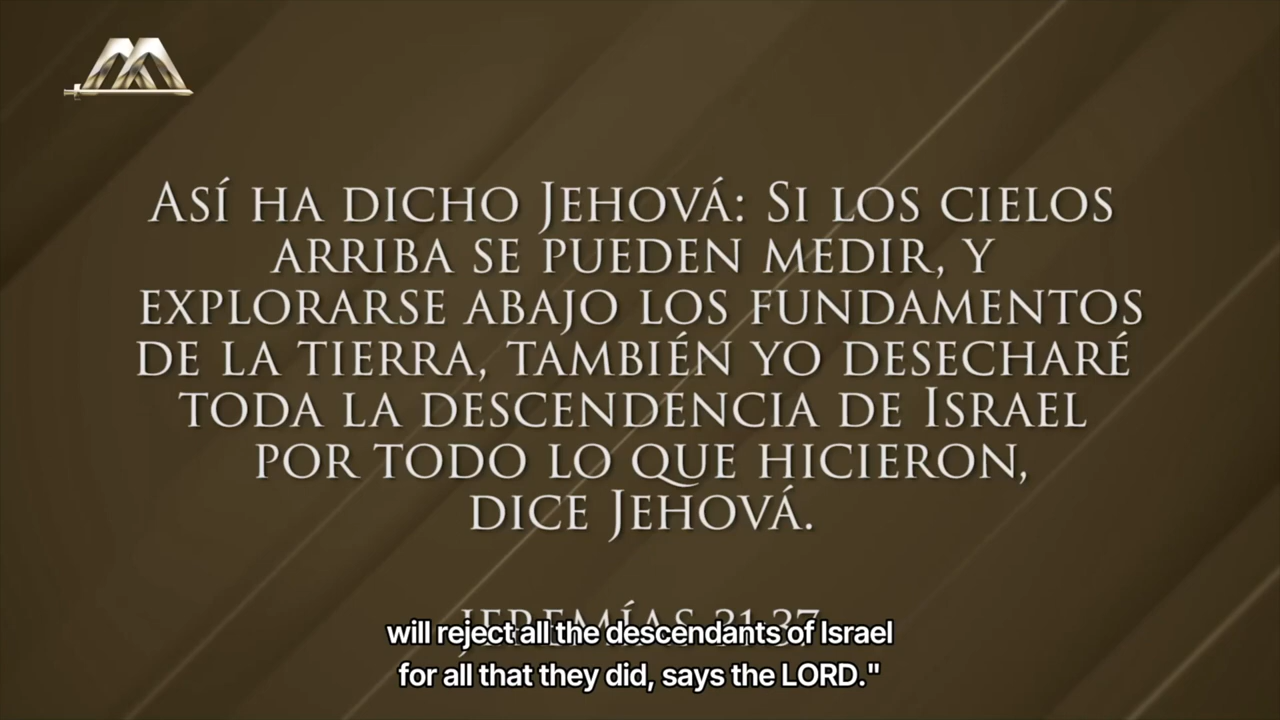 Así ha dicho Jehová: Si los cielos
arriba se pueden medir, y
explorarse abajo los fundamentos
de la tierra, también yo desecharé
toda la descendencia de Israel
por todo lo que hicieron,
dice Jehová.
Jeremías 31:37
will reject all the descendants of Israel
for all that they did, says the LORD."